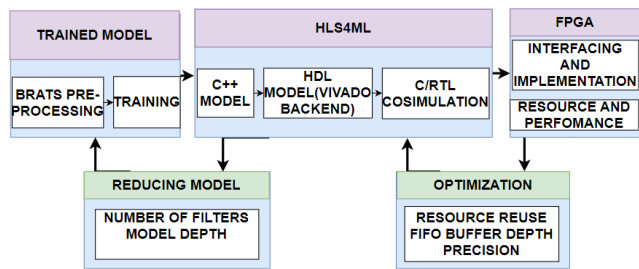 TRAINED MODEL
BRATS PRE-
PROCESSING
TRAINING
HLS4ML
C++
MODEL
HDL
MODEL(VIVADO
BACKEND)
C/RTL
COSIMULATION
FPGA
INTERFACING
AND
IMPLEMENTATION
RESOURCE AND
PERFOMANCE
REDUCING MODEL
NUMBER OF FILTERS
MODEL DEPTH
OPTIMIZATION
RESOURCE REUSE
FIFO BUFFER DEPTH
PRECISION